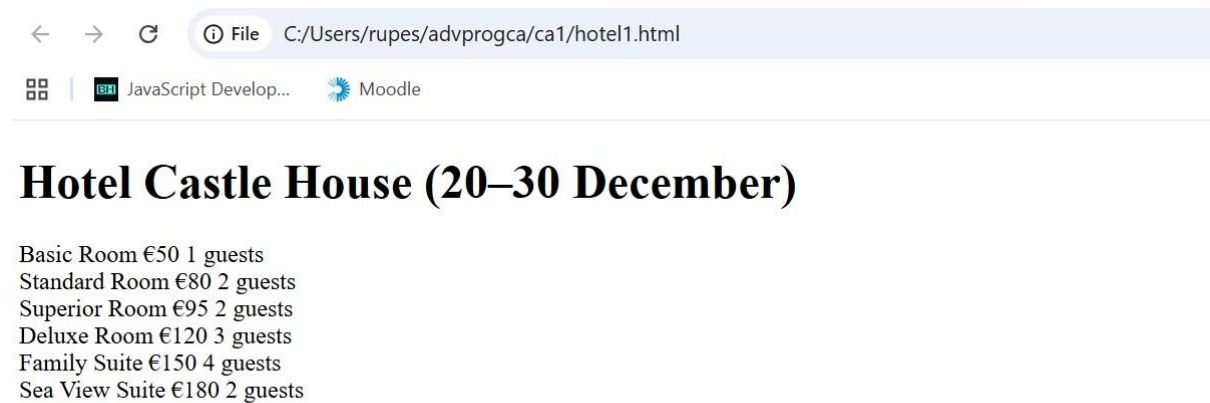 File C:/Users/rupes/advprogca/ca1/hotel1.html
BH JavaScript Develop... Moodle
Hotel Castle House (20–30 December)
Basic Room €50 1 guests
Standard Room €80 2 guests
Superior Room €95 2 guests
Deluxe Room €120 3 guests
Family Suite €150 4 guests
Sea View Suite €180 2 guests